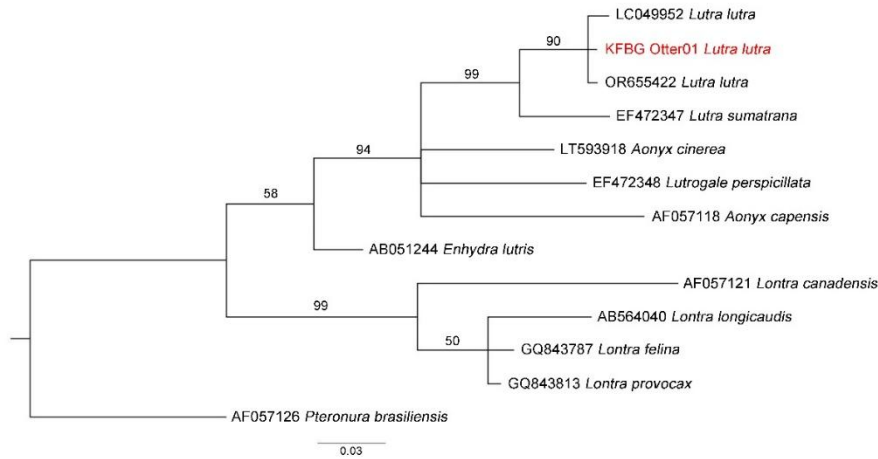 LC049952 Lutra lutra
90
KFBG Otter01 Lutra lutra
99
OR655422 Lutra lutra
EF472347 Lutra sumatrana
94
LT593918 Aonyx cinerea
EF472348 Lutrogale perspicillata
58
AF057118 Aonyx capensis
AB051244 Enhydra lutris
AF057121 Lontra canadensis
99
AB564040 Lontra longicaudis
50
GQ843787 Lontra felina
GQ843813 Lontra provocax
AF057126 Pteronura brasiliensis
0.03